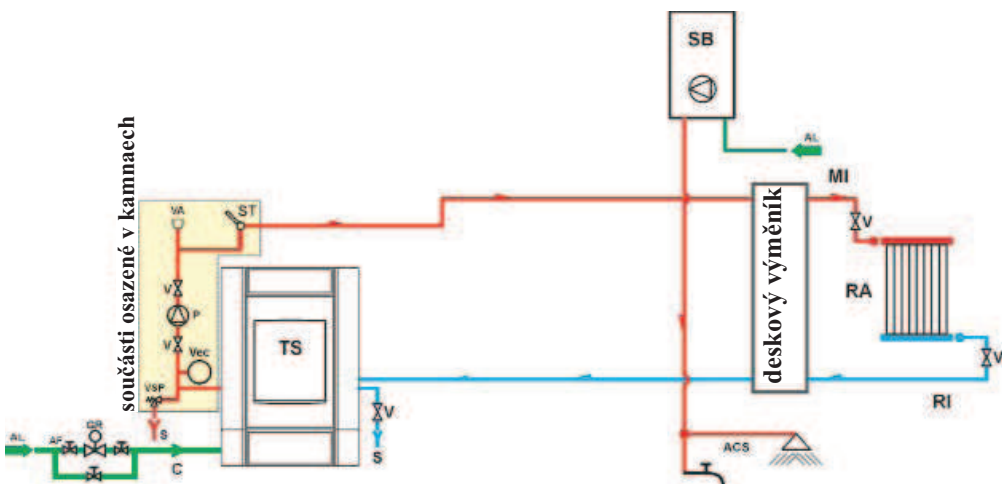 SB
AL
MI
V
RA
V
RI
deskový výměník
součásti osazené v kamnaech
VA
ST
V
P
V
Vec
VSP
S
TS
V
S
AL
AF
GR
C
ACS